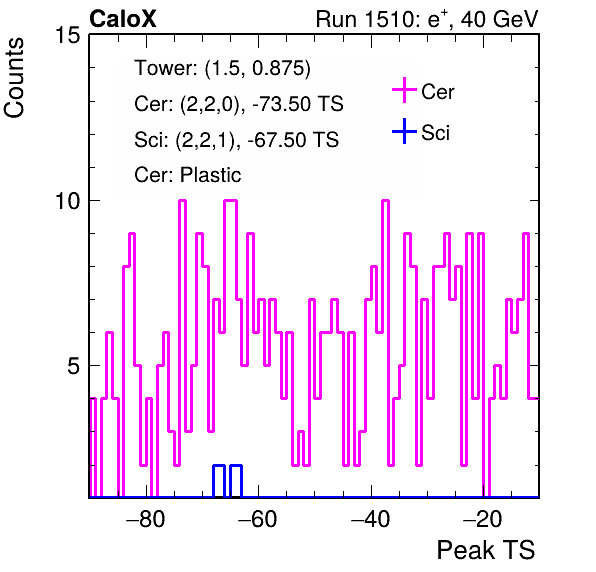 CaloX Run 1510: e⁺, 40 GeV
Counts
15
10
5
Tower: (1.5, 0.875)
Cer: (2,2,0), -73.50 TS
Sci: (2,2,1), -67.50 TS
Cer: Plastic
Cer
Sci
−80 −60 −40 −20
Peak TS